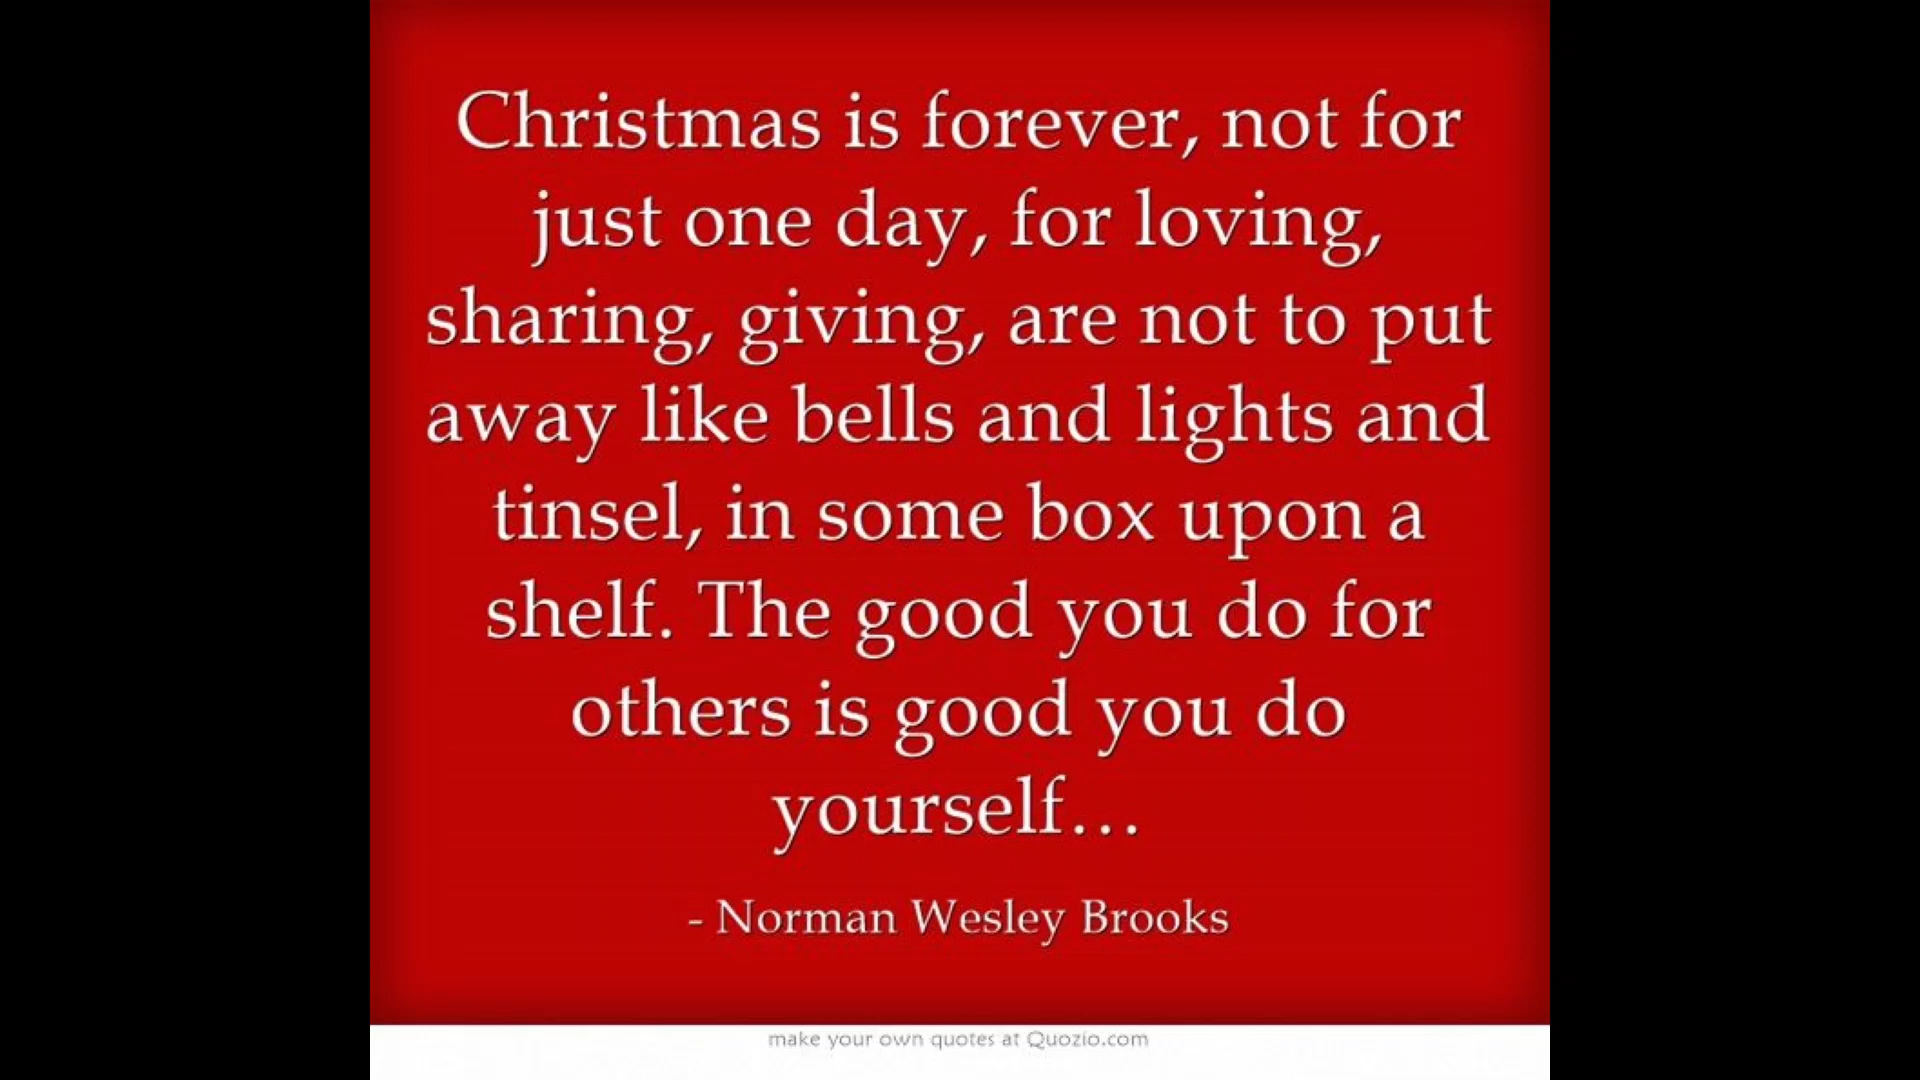 Christmas is forever, not for
just one day, for loving,
sharing, giving, are not to put
away like bells and lights and
tinsel, in some box upon a
shelf. The good you do for
others is good you do
yourself...
- Norman Wesley Brooks
make your own quotes at Quozio.com